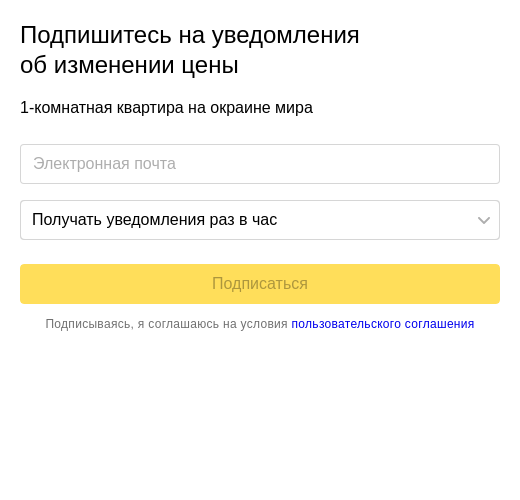 Подпишитесь на уведомления
об изменении цены
1-комнатная квартира на окраине мира
Электронная почта
Получать уведомления раз в час
Подписаться
Подписываясь, я соглашаюсь на условия пользовательского соглашения